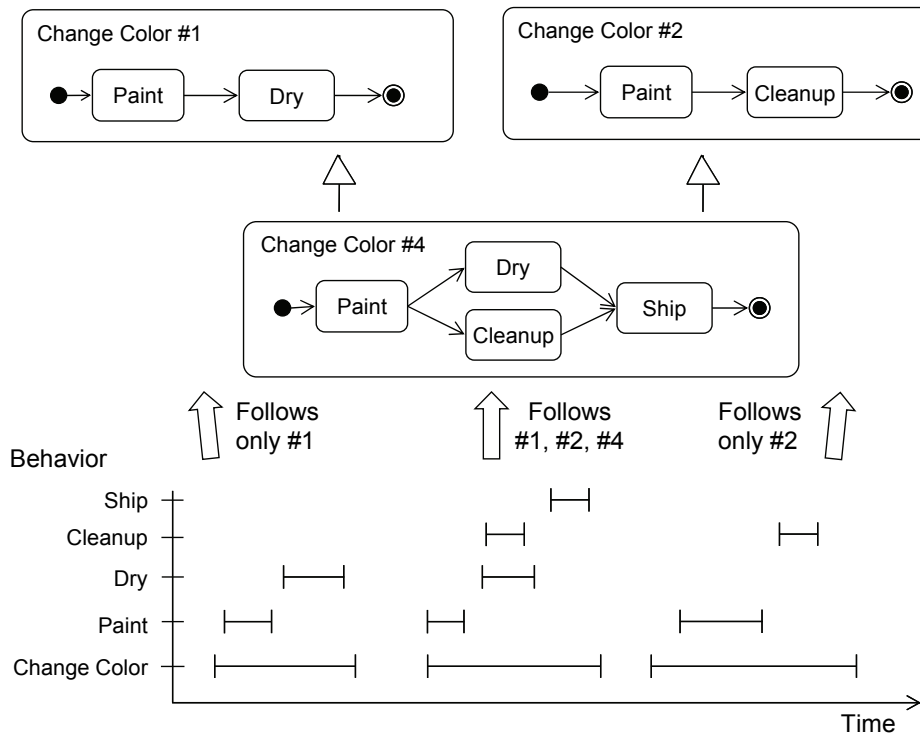 Change Color #1
Paint
Dry
Change Color #2
Paint
Cleanup
Change Color #4
Paint
Dry
Cleanup
Ship
Follows
only #1
Follows
#1, #2, #4
Follows
only #2
Behavior
Ship
Cleanup
Dry
Paint
Change Color
Time